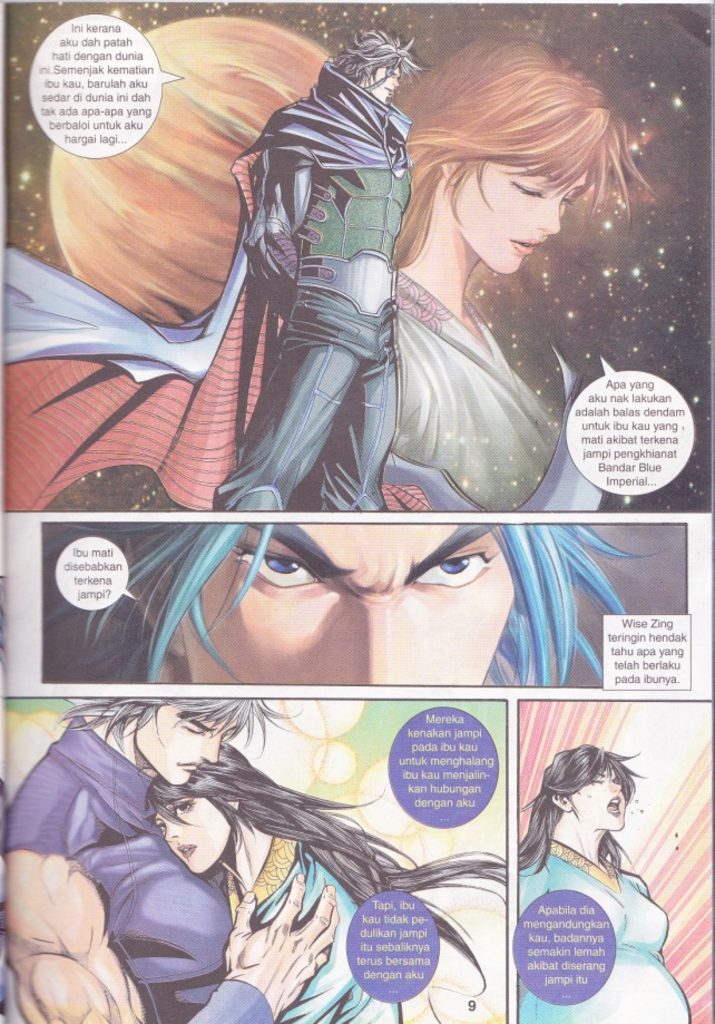 Ini kerana
aku dah patah
hati dengan dunia
ini.Semenjak kematian
ibu kau, barulah aku
sedar di dunia ini dah
tak ada apa-apa yang
berbaloi untuk aku
hargai lagi...
Apa yang
aku nak lakukan
adalah balas dendam
untuk ibu kau yang
mati akibat terkena
jampi pengkhianat
Bandar Blue
Imperial...
Ibu mati
disebabkan
terkena
jampi?
Wise Zing
teringin hendak
tahu apa yang
telah berlaku
pada ibunya.
Mereka
kenakan jampi
pada ibu kau
untuk menghalang
ibu kau menjalin-
kan hubungan
dengan aku
...
Tapi, ibu
kau tidak pe-
dulikan jampi
itu sebaliknya
terus bersama
dengan aku
...
Apabila dia
mengandungkan
kau, badannya
semakin lemah
akibat diserang
jampi itu
...
9